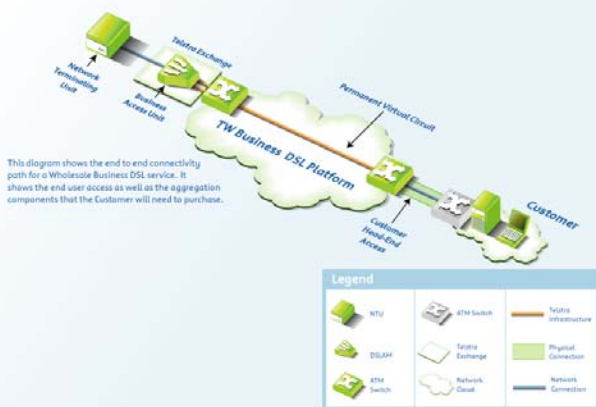 Telstra Exchange
Network
Terminating
Unit
Business
Access Unit
Permanent Virtual Circuit
TW Business DSL Platform
This diagram shows the end to end connectivity
path for a Wholesale Business DSL service. It
shows the end user access as well as the aggregation
components that the Customer will need to purchase.
Customer
Head-End
Access
Customer
Legend
NTU
ATM Switch
Telstra
Infrastructure
DSLAM
Telstra
Exchange
Physical
Connection
ATM
Switch
Network
Cloud
Network
Connection